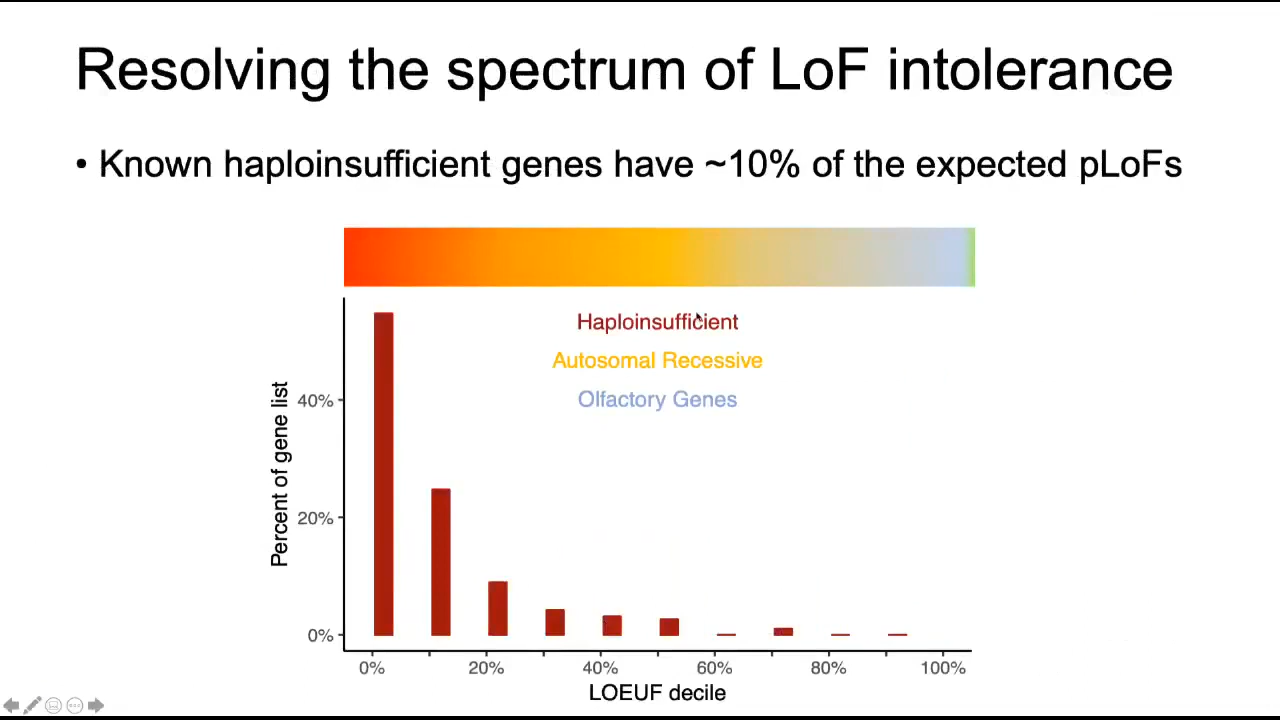 Resolving the spectrum of LoF intolerance
• Known haploinsufficient genes have ~10% of the expected pLoFs
Haploinsufficient
Autosomal Recessive
Olfactory Genes
Percent of gene list
40%
20%
0%
0% 20% 40% 60% 80% 100%
LOEUF decile